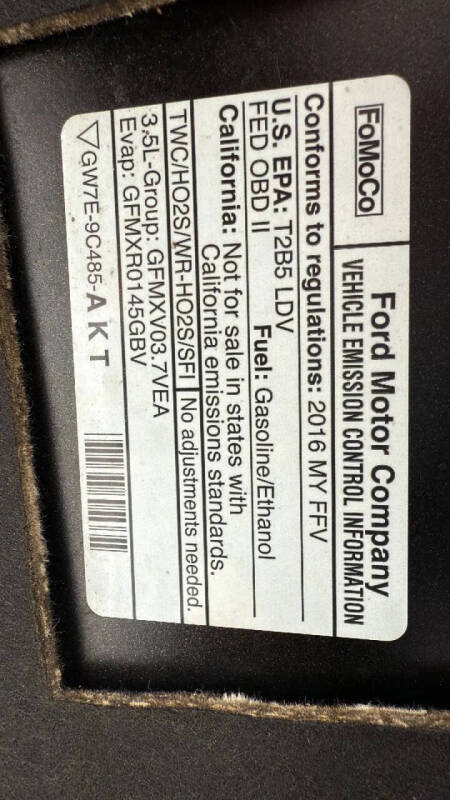 FoMoCo
Ford Motor Company
VEHICLE EMISSION CONTROL INFORMATION
Conforms to regulations: 2016 MY FFV
U.S. EPA: T2B5 LDV
FED OBD II Fuel: Gasoline/Ethanol
California: Not for sale in states with
California emissions standards.
TWC/HO2S/WR-HO2S/SFI No adjustments needed.
3.5L-Group: GFMXV03.7VEA
Evap: GFMXR0145GBV
▽GW7E-9C485-AKT